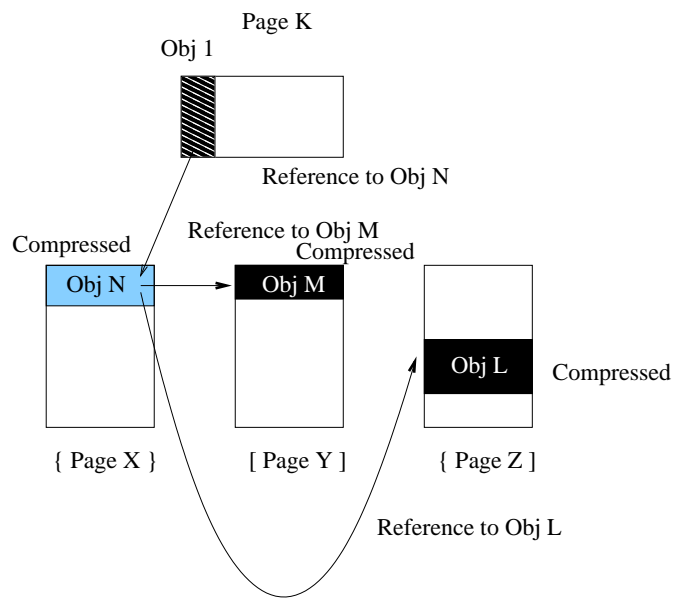 Page K
Obj 1
Reference to Obj N
Reference to Obj M
Compressed
Compressed
Obj N
Obj M
Obj L
Compressed
{ Page X }
[ Page Y ]
{ Page Z ]
Reference to Obj L